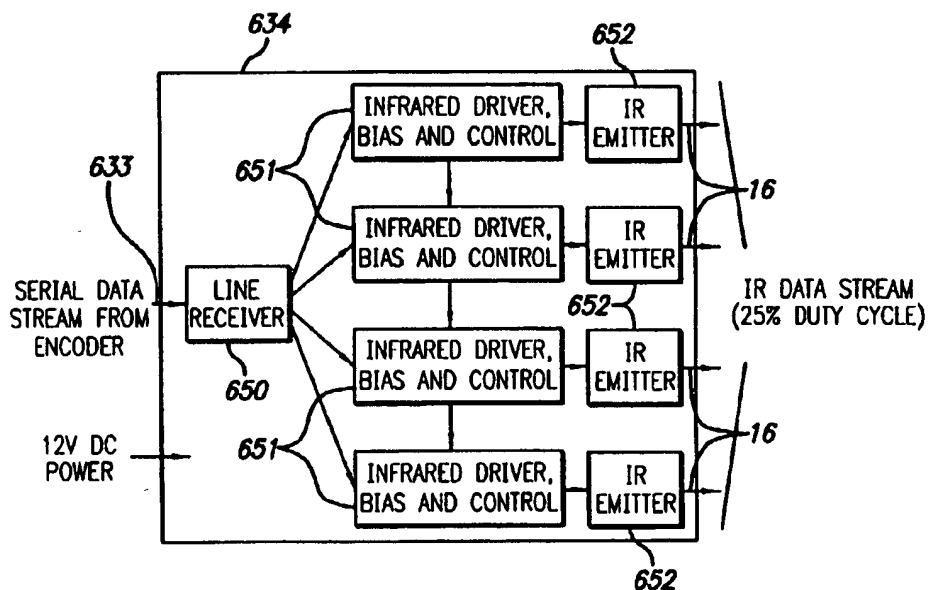 634
652
INFRARED DRIVER,
BIAS AND CONTROL
IR
EMITTER
651
633
16
INFRARED DRIVER,
BIAS AND CONTROL
IR
EMITTER
SERIAL DATA
STREAM FROM
ENCODER
LINE
RECEIVER
652
IR DATA STREAM
(25% DUTY CYCLE)
650
INFRARED DRIVER,
BIAS AND CONTROL
IR
EMITTER
651
16
12V DC
POWER
INFRARED DRIVER,
BIAS AND CONTROL
IR
EMITTER
652